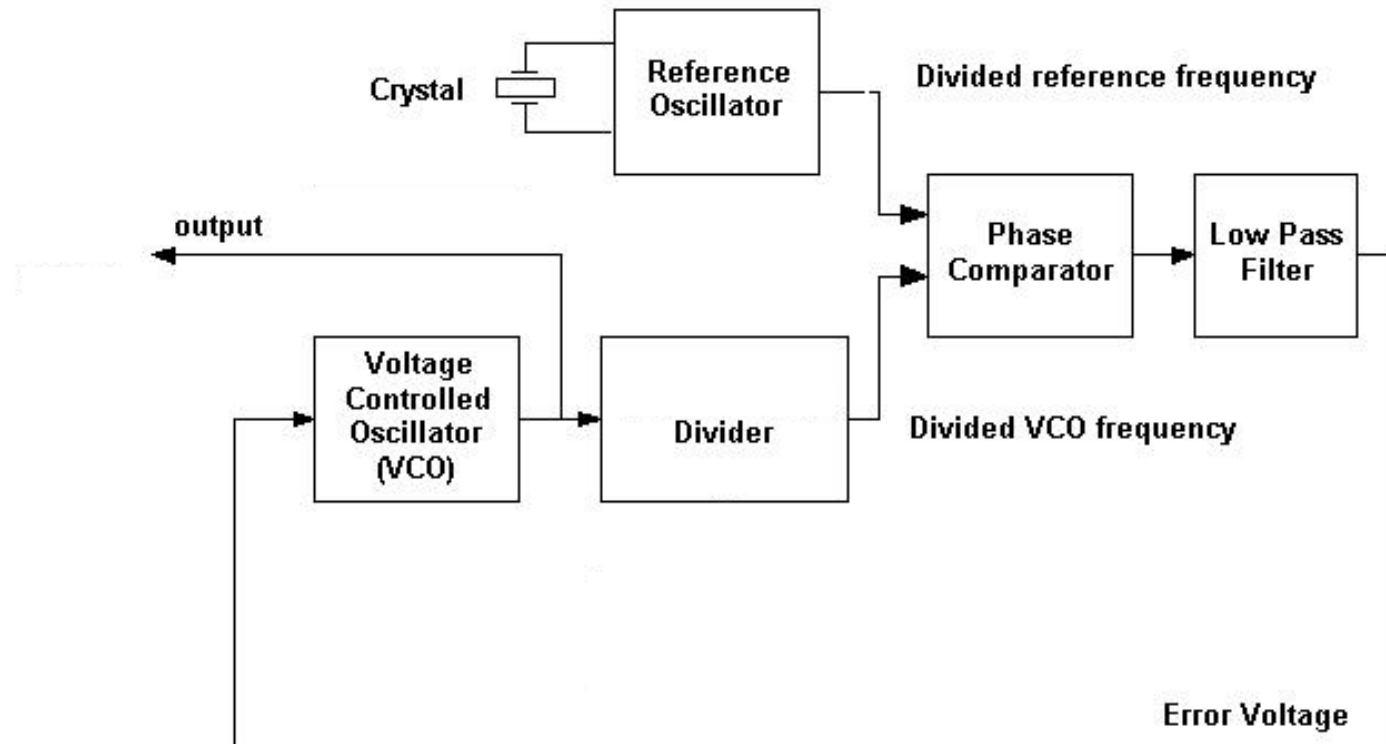 Crystal
Reference
Oscillator
Divided reference frequency
output
Phase
Comparator
Low Pass
Filter
Voltage
Controlled
Oscillator
(VCO)
Divider
Divided VCO frequency
Error Voltage